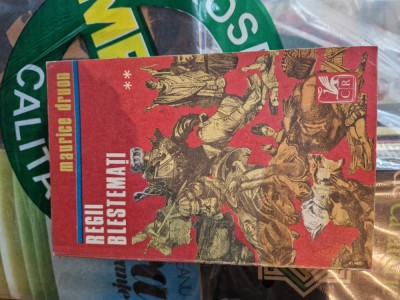 maurice druon
REGII
BLESTEMAȚI
**
CR
CALITA